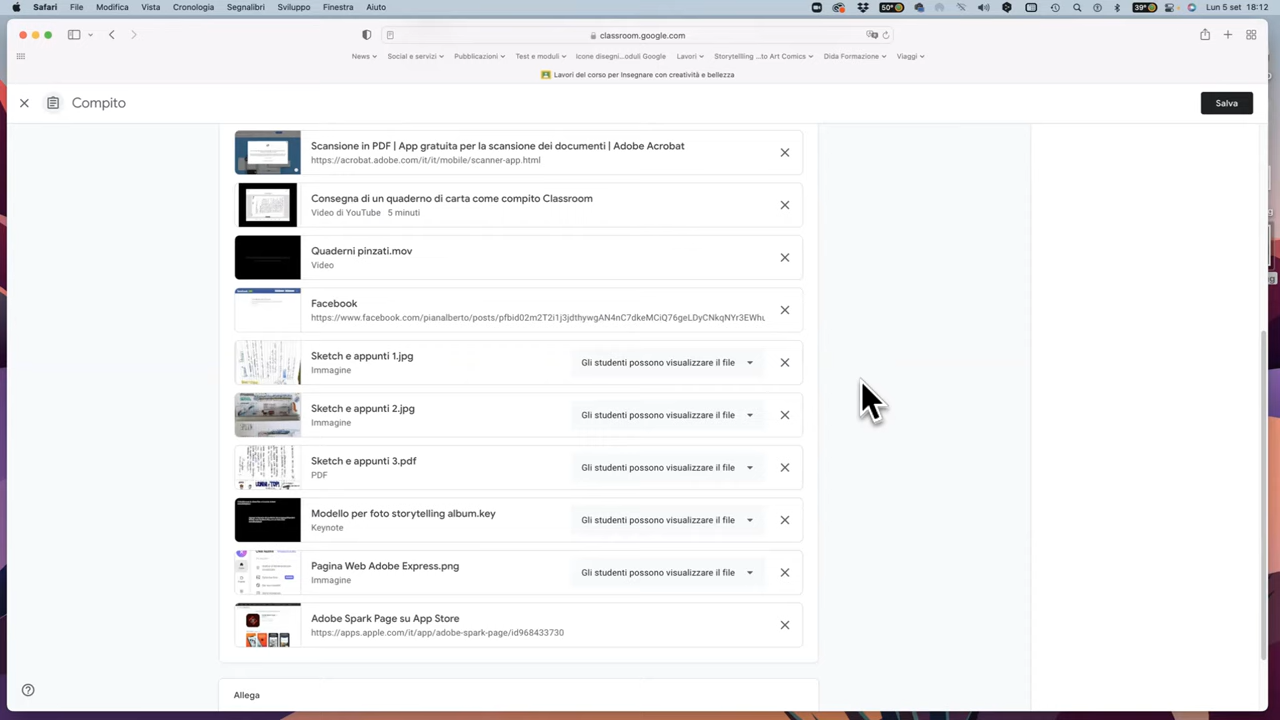 Safari File Modifica Vista Cronologia Segnalibri Sviluppo Finestra Aiuto 50° 39° Lun 5 set 18:12
classroom.google.com
News Social e servizi Pubblicazioni Test e moduli Icone disegni...oduli Google Lavori Storytellling ...to Art Comics Dida Formazione Viaggi
Lavori del corso per Insegnare con creatività e bellezza
Compito Salva
Scansione in PDF | App gratuita per la scansione dei documenti | Adobe Acrobat
https://acrobat.adobe.com/it/it/mobile/scanner-app.html
Consegna di un quaderno di carta come compito Classroom
Video di YouTube 5 minuti
Quaderni pinzati.mov
Video
Facebook
https://www.facebook.com/pianalberto/posts/pfbid02m2T2i1j3jdthywgAN4nC7dkeMCiQ76geLDyCNkqNYr3EWhu
Sketch e appunti 1.jpg
Immagine
Gli studenti possono visualizzare il file
Sketch e appunti 2.jpg
Immagine
Gli studenti possono visualizzare il file
Sketch e appunti 3.pdf
PDF
Gli studenti possono visualizzare il file
Modello per foto storytelling album.key
Keynote
Gli studenti possono visualizzare il file
Pagina Web Adobe Express.png
Immagine
Gli studenti possono visualizzare il file
Adobe Spark Page su App Store
https://apps.apple.com/it/app/adobe-spark-page/id968433730
Allega